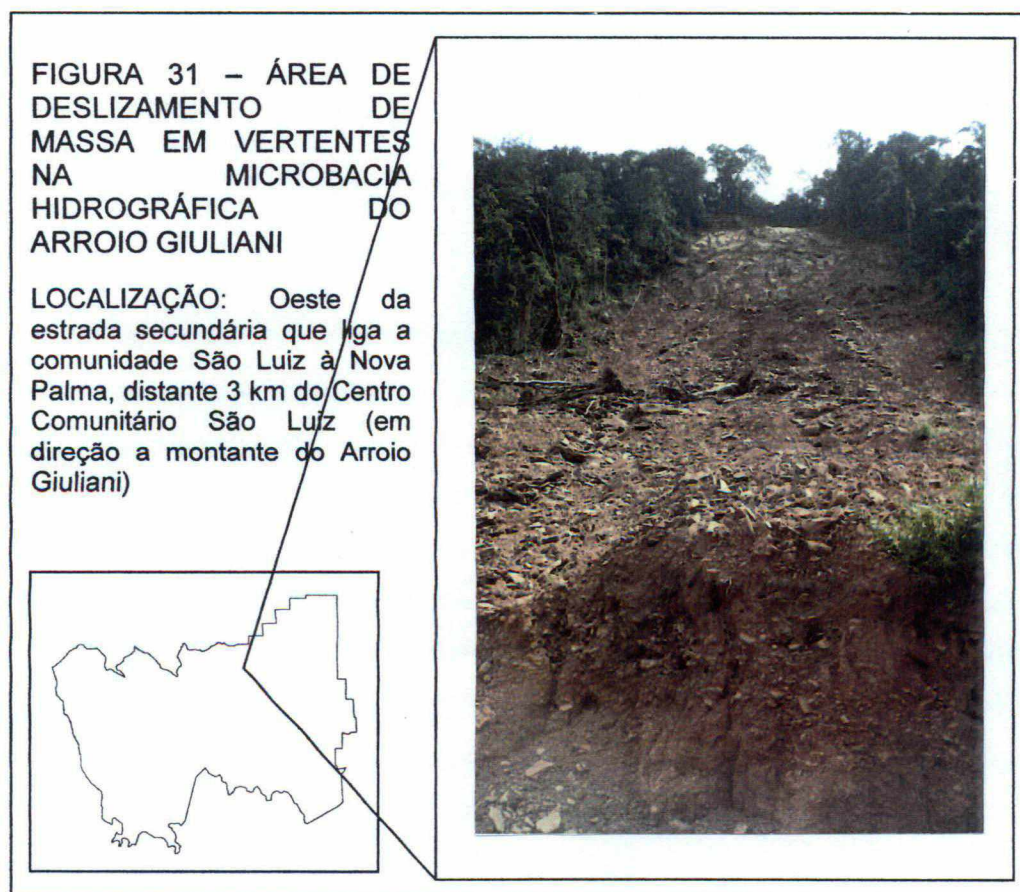 FIGURA 31 – ÁREA DE
DESLIZAMENTO DE
MASSA EM VERTENTES
NA MICROBACIA
HIDROGRÁFICA DO
ARROIO GIULIANI
LOCALIZAÇÃO: Oeste da
estrada secundária que liga a
comunidade São Luiz à Nova
Palma, distante 3 km do Centro
Comunitário São Luiz (em
direção a montante do Arroio
Giuliani)